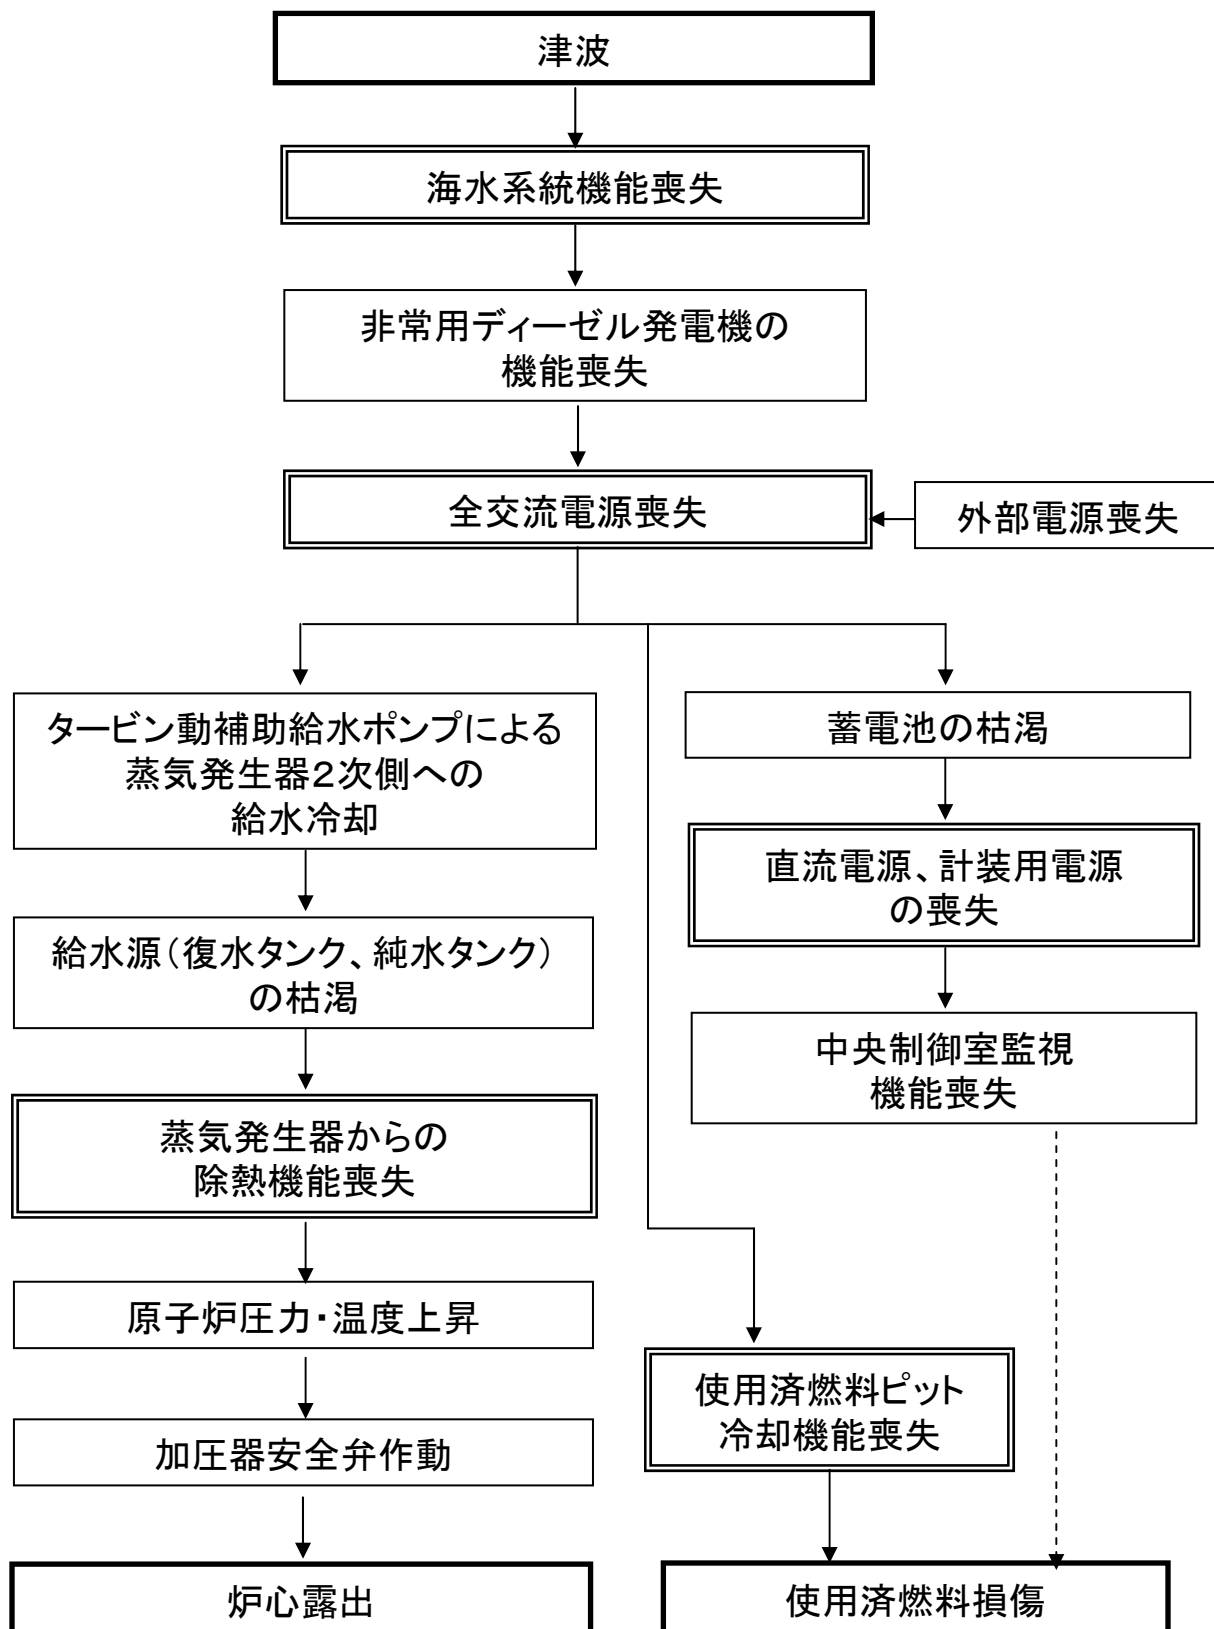 津波
海水系統機能喪失
非常用ディーゼル発電機の
機能喪失
全交流電源喪失
外部電源喪失
タービン動補助給水ポンプによる
蒸気発生器２次側への
給水冷却
給水源（復水タンク、純水タンク）
の枯渇
蒸気発生器からの
除熱機能喪失
原子炉圧力・温度上昇
加圧器安全弁作動
炉心露出
蓄電池の枯渇
直流電源、計装用電源
の喪失
中央制御室監視
機能喪失
使用済燃料ピット
冷却機能喪失
使用済燃料損傷